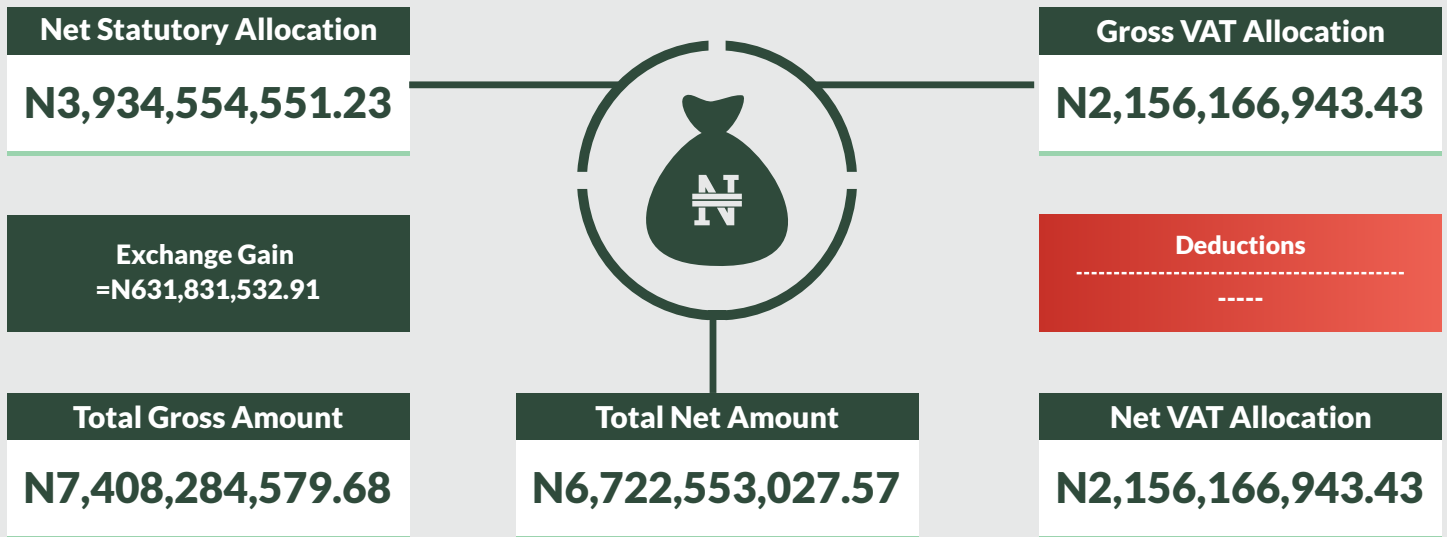 Net Statutory Allocation
N3,934,554,551.23
Gross VAT Allocation
N2,156,166,943.43
₦
Exchange Gain
=N631,831,532.91
Deductions
--------------------------------------------
-----
Total Gross Amount
N7,408,284,579.68
Total Net Amount
N6,722,553,027.57
Net VAT Allocation
N2,156,166,943.43